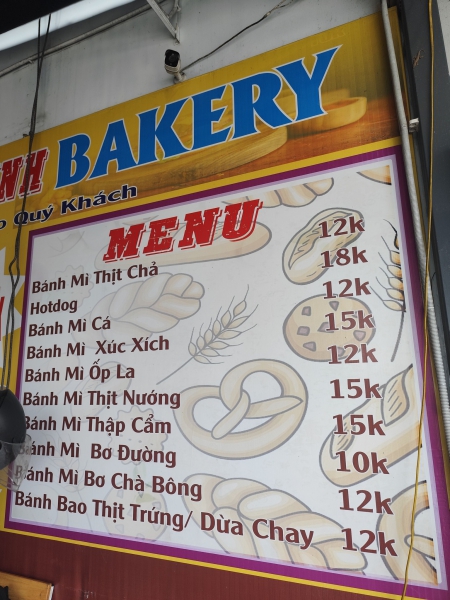 NH BAKERY
o Quý Khách
MENU
Bánh Mì Thịt Chả 12k
Hotdog 18k
Bánh Mì Cá 12k
Bánh Mì Xúc Xích 15k
Bánh Mì Ốp La 12k
Bánh Mì Thịt Nướng 15k
Bánh Mì Thập Cẩm 15k
Bánh Mì Bơ Đường 10k
Bánh Mì Bơ Chà Bông 12k
Bánh Bao Thịt Trứng/ Dừa Chay 12k